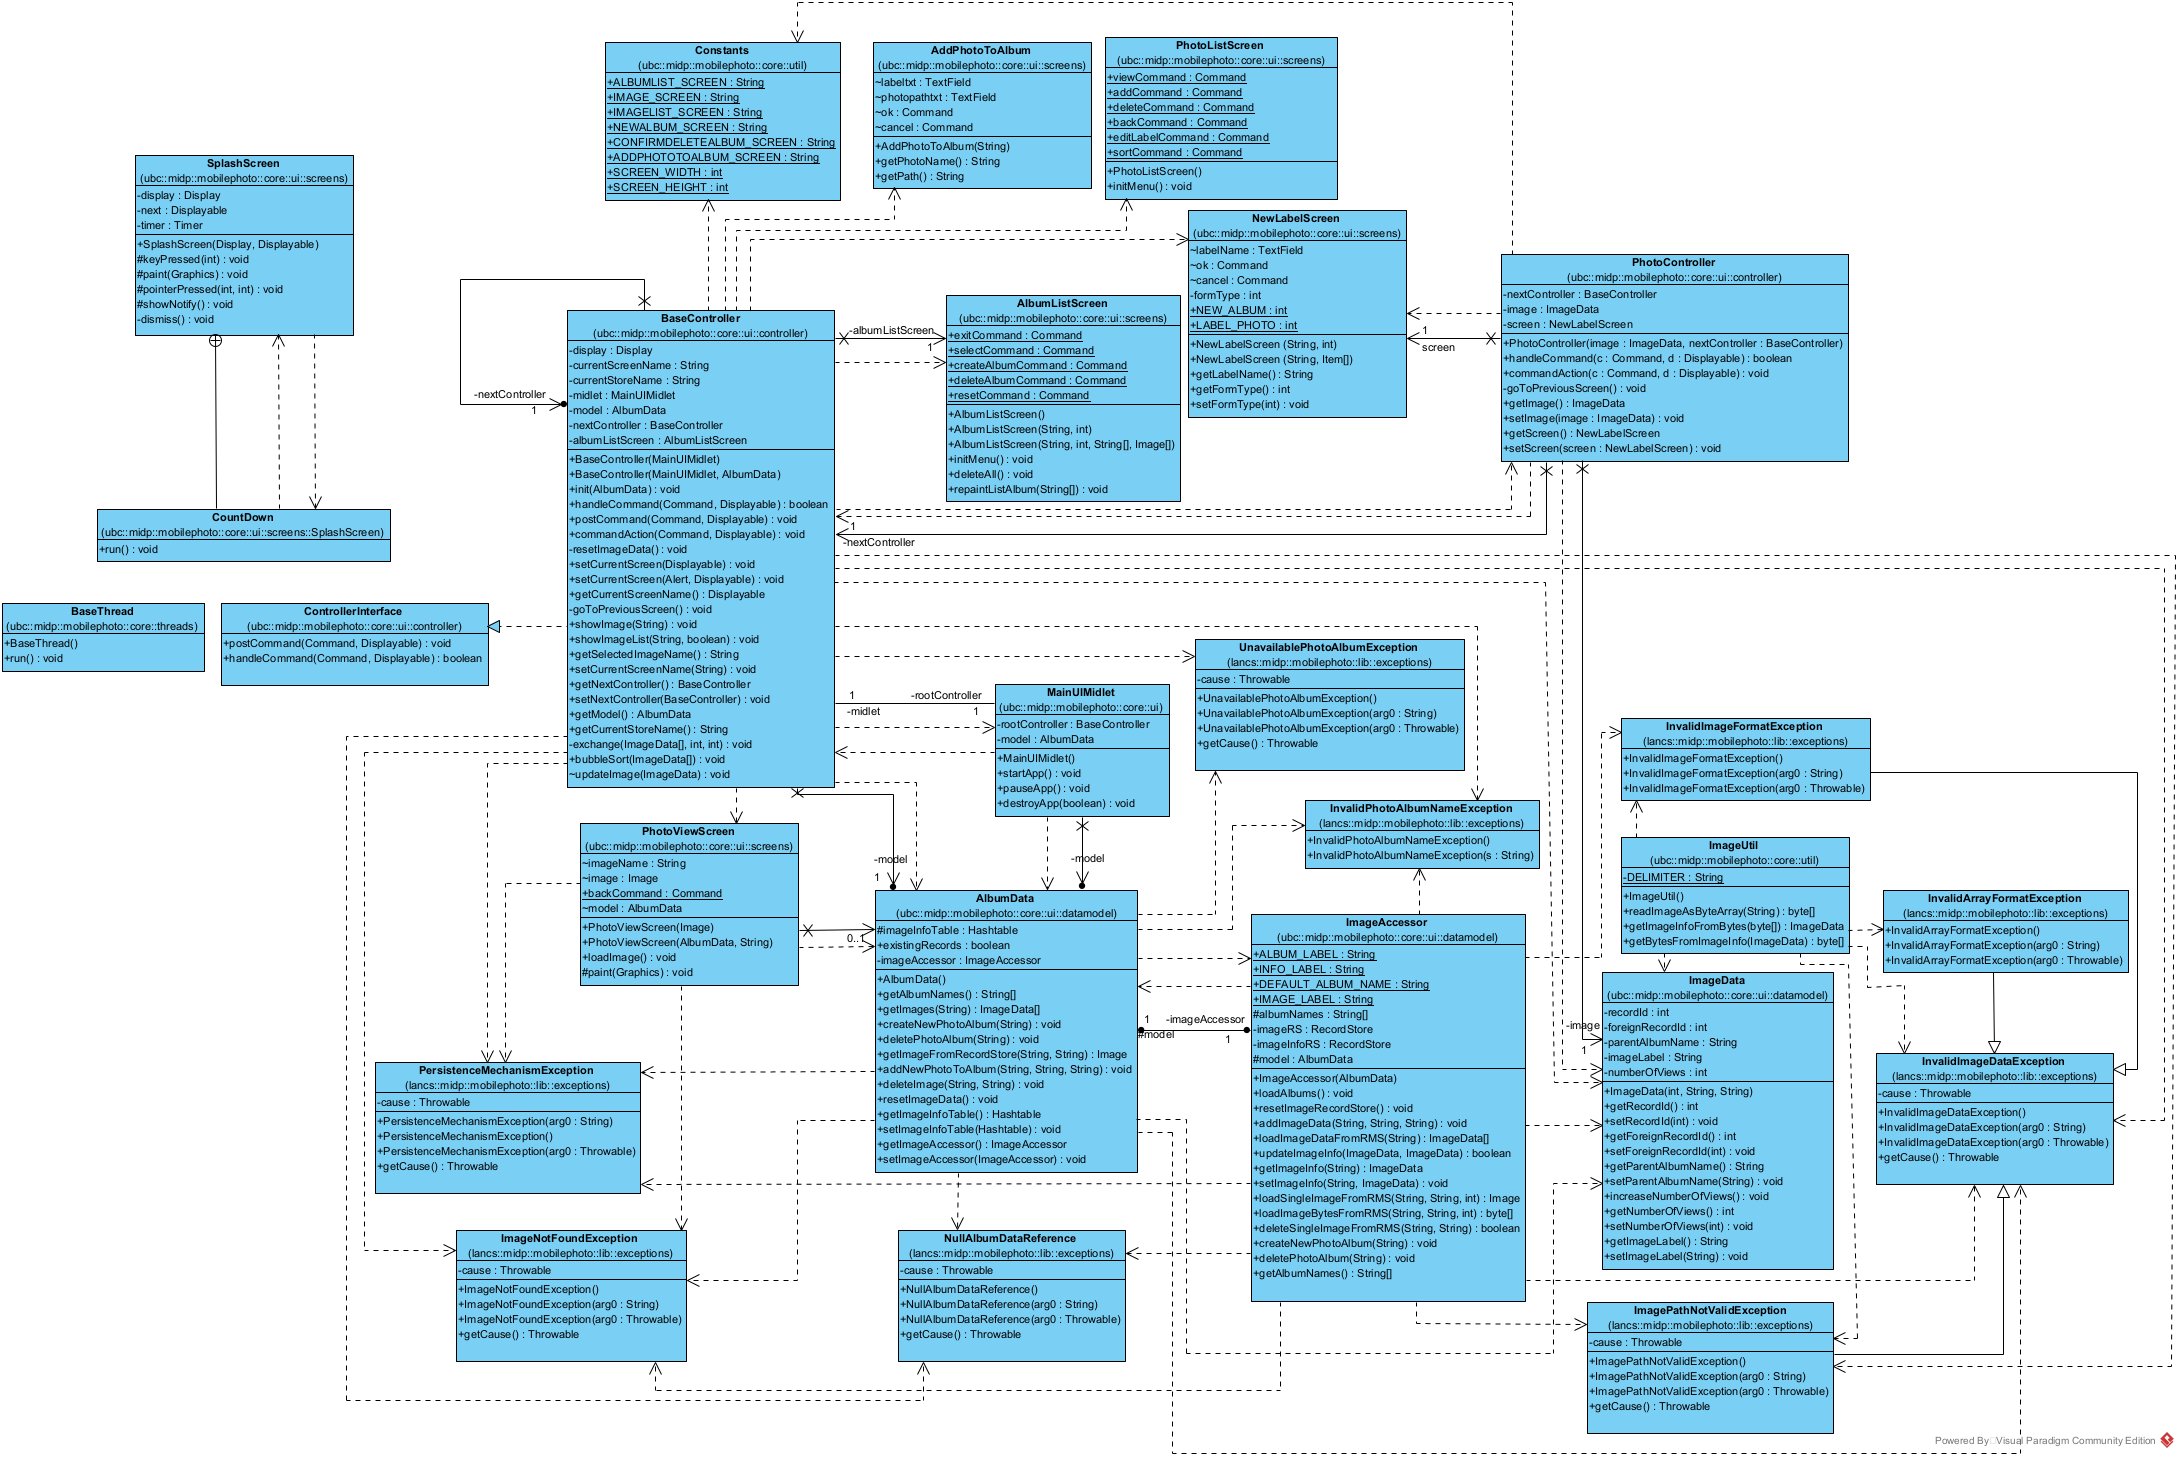 Constants
(ubc::midp::mobilephoto::core::util)
+ALBUMLIST_SCREEN : String
+IMAGE_SCREEN : String
+IMAGELIST_SCREEN : String
+NEWALBUM_SCREEN : String
+CONFIRMDELETEALBUM_SCREEN : String
+ADDPHOTOTOALBUM_SCREEN : String
+SCREEN_WIDTH : int
+SCREEN_HEIGHT : int
AddPhotoToAlbum
(ubc::midp::mobilephoto::core::ui::screens)
~labeltxt : TextField
~photopathtxt : TextField
~ok : Command
~cancel : Command
+AddPhotoToAlbum(String)
+getPhotoName() : String
+getPath() : String
PhotoListScreen
(ubc::midp::mobilephoto::core::ui::screens)
+viewCommand : Command
+addCommand : Command
+deleteCommand : Command
+backCommand : Command
+editLabelCommand : Command
+sortCommand : Command
+PhotoListScreen()
+initMenu() : void
SplashScreen
(ubc::midp::mobilephoto::core::ui::screens)
-display : Display
-next : Displayable
-timer : Timer
+SplashScreen(Display, Displayable)
#keyPressed(int) : void
#paint(Graphics) : void
#pointerPressed(int, int) : void
#showNotify() : void
-dismiss() : void
NewLabelScreen
(ubc::midp::mobilephoto::core::ui::screens)
~labelName : TextField
~ok : Command
~cancel : Command
-formType : int
+NEW_ALBUM : int
+LABEL_PHOTO : int
+NewLabelScreen (String, int)
+NewLabelScreen (String, Item[])
+getLabelName() : String
+getFormType() : int
+setFormType(int) : void
PhotoController
(ubc::midp::mobilephoto::core::ui::controller)
-nextController : BaseController
-image : ImageData
-screen : NewLabelScreen
+PhotoController(image : ImageData, nextController : BaseController)
+handleCommand(c : Command, d : Displayable) : boolean
+commandAction(c : Command, d : Displayable) : void
-goToPreviousScreen() : void
+getImage() : ImageData
+setImage(image : ImageData) : void
+getScreen() : NewLabelScreen
+setScreen(screen : NewLabelScreen) : void
1
screen
BaseController
(ubc::midp::mobilephoto::core::ui::controller)
-display : Display
-currentScreenName : String
-currentStoreName : String
-midlet : MainUIMidlet
-model : AlbumData
-nextController : BaseController
-albumListScreen : AlbumListScreen
+BaseController(MainUIMidlet)
+BaseController(MainUIMidlet, AlbumData)
+init(AlbumData) : void
+handleCommand(Command, Displayable) : boolean
+postCommand(Command, Displayable) : void
+commandAction(Command, Displayable) : void
-resetImageData() : void
+setCurrentScreen(Displayable) : void
+setCurrentScreen(Alert, Displayable) : void
+getCurrentScreenName() : Displayable
-goToPreviousScreen() : void
+showImage(String) : void
+showImageList(String, boolean) : void
+getSelectedImageName() : String
+setCurrentScreenName(String) : void
+getNextController() : BaseController
+setNextController(BaseController) : void
+getModel() : AlbumData
+getCurrentStoreName() : String
-exchange(ImageData[], int, int) : void
+bubbleSort(ImageData[]) : void
~updateImage(ImageData) : void
-nextController
1
-albumListScreen
1
AlbumListScreen
(ubc::midp::mobilephoto::core::ui::screens)
+exitCommand : Command
+selectCommand : Command
+createAlbumCommand : Command
+deleteAlbumCommand : Command
+resetCommand : Command
+AlbumListScreen()
+AlbumListScreen(String, int)
+AlbumListScreen(String, int, String[], Image[])
+initMenu() : void
+deleteAll() : void
+repaintListAlbum(String[]) : void
1
-nextController
CountDown
(ubc::midp::mobilephoto::core::ui::screens::SplashScreen)
+run() : void
BaseThread
(ubc::midp::mobilephoto::core::threads)
+BaseThread()
+run() : void
ControllerInterface
(ubc::midp::mobilephoto::core::ui::controller)
+postCommand(Command, Displayable) : void
+handleCommand(Command, Displayable) : boolean
UnavailablePhotoAlbumException
(lancs::midp::mobilephoto::lib::exceptions)
-cause : Throwable
+UnavailablePhotoAlbumException()
+UnavailablePhotoAlbumException(arg0 : String)
+UnavailablePhotoAlbumException(arg0 : Throwable)
+getCause() : Throwable
1
-rootController
-midlet
1
MainUIMidlet
(ubc::midp::mobilephoto::core::ui)
-rootController : BaseController
-model : AlbumData
+MainUIMidlet()
+startApp() : void
+pauseApp() : void
+destroyApp(boolean) : void
InvalidImageFormatException
(lancs::midp::mobilephoto::lib::exceptions)
+InvalidImageFormatException()
+InvalidImageFormatException(arg0 : String)
+InvalidImageFormatException(arg0 : Throwable)
InvalidPhotoAlbumNameException
(lancs::midp::mobilephoto::lib::exceptions)
+InvalidPhotoAlbumNameException()
+InvalidPhotoAlbumNameException(s : String)
PhotoViewScreen
(ubc::midp::mobilephoto::core::ui::screens)
~imageName : String
~image : Image
+backCommand : Command
~model : AlbumData
+PhotoViewScreen(Image)
+PhotoViewScreen(AlbumData, String)
+loadImage() : void
#paint(Graphics) : void
-model
1
-model
0..1
AlbumData
(ubc::midp::mobilephoto::core::ui::datamodel)
#imageInfoTable : Hashtable
+existingRecords : boolean
-imageAccessor : ImageAccessor
+AlbumData()
+getAlbumNames() : String[]
+getImages(String) : ImageData[]
+createNewPhotoAlbum(String) : void
+deletePhotoAlbum(String) : void
+getImageFromRecordStore(String, String) : Image
+addNewPhotoToAlbum(String, String, String) : void
+deleteImage(String, String) : void
+resetImageData() : void
+getImageInfoTable() : Hashtable
+setImageInfoTable(Hashtable) : void
+getImageAccessor() : ImageAccessor
+setImageAccessor(ImageAccessor) : void
1
-imageAccessor
#model
1
ImageAccessor
(ubc::midp::mobilephoto::core::ui::datamodel)
+ALBUM_LABEL : String
+INFO_LABEL : String
+DEFAULT_ALBUM_NAME : String
+IMAGE_LABEL : String
#albumNames : String[]
-imageRS : RecordStore
-imageInfoRS : RecordStore
#model : AlbumData
+ImageAccessor(AlbumData)
+loadAlbums() : void
+resetImageRecordStore() : void
+addImageData(String, String, String) : void
+loadImageDataFromRMS(String) : ImageData[]
+updateImageInfo(ImageData, ImageData) : boolean
+getImageInfo(String) : ImageData
+setImageInfo(String, ImageData) : void
+loadSingleImageFromRMS(String, String, int) : Image
+loadImageBytesFromRMS(String, String, int) : byte[]
+deleteSingleImageFromRMS(String, String) : boolean
+createNewPhotoAlbum(String) : void
+deletePhotoAlbum(String) : void
+getAlbumNames() : String[]
ImageUtil
(ubc::midp::mobilephoto::core::util)
-DELIMITER : String
+ImageUtil()
+readImageAsByteArray(String) : byte[]
+getImageInfoFromBytes(byte[]) : ImageData
+getBytesFromImageInfo(ImageData) : byte[]
InvalidArrayFormatException
(lancs::midp::mobilephoto::lib::exceptions)
+InvalidArrayFormatException()
+InvalidArrayFormatException(arg0 : String)
+InvalidArrayFormatException(arg0 : Throwable)
-image
1
ImageData
(ubc::midp::mobilephoto::core::ui::datamodel)
-recordId : int
-foreignRecordId : int
-parentAlbumName : String
-imageLabel : String
-numberOfViews : int
+ImageData(int, String, String)
+getRecordId() : int
+setRecordId(int) : void
+getForeignRecordId() : int
+setForeignRecordId(int) : void
+getParentAlbumName() : String
+setParentAlbumName(String) : void
+increaseNumberOfViews() : void
+getNumberOfViews() : int
+setNumberOfViews(int) : void
+getImageLabel() : String
+setImageLabel(String) : void
InvalidImageDataException
(lancs::midp::mobilephoto::lib::exceptions)
-cause : Throwable
+InvalidImageDataException()
+InvalidImageDataException(arg0 : String)
+InvalidImageDataException(arg0 : Throwable)
+getCause() : Throwable
PersistenceMechanismException
(lancs::midp::mobilephoto::lib::exceptions)
-cause : Throwable
+PersistenceMechanismException(arg0 : String)
+PersistenceMechanismException()
+PersistenceMechanismException(arg0 : Throwable)
+getCause() : Throwable
ImageNotFoundException
(lancs::midp::mobilephoto::lib::exceptions)
-cause : Throwable
+ImageNotFoundException()
+ImageNotFoundException(arg0 : String)
+ImageNotFoundException(arg0 : Throwable)
+getCause() : Throwable
NullAlbumDataReference
(lancs::midp::mobilephoto::lib::exceptions)
-cause : Throwable
+NullAlbumDataReference()
+NullAlbumDataReference(arg0 : String)
+NullAlbumDataReference(arg0 : Throwable)
+getCause() : Throwable
ImagePathNotValidException
(lancs::midp::mobilephoto::lib::exceptions)
-cause : Throwable
+ImagePathNotValidException()
+ImagePathNotValidException(arg0 : String)
+ImagePathNotValidException(arg0 : Throwable)
+getCause() : Throwable
Powered By Visual Paradigm Community Edition